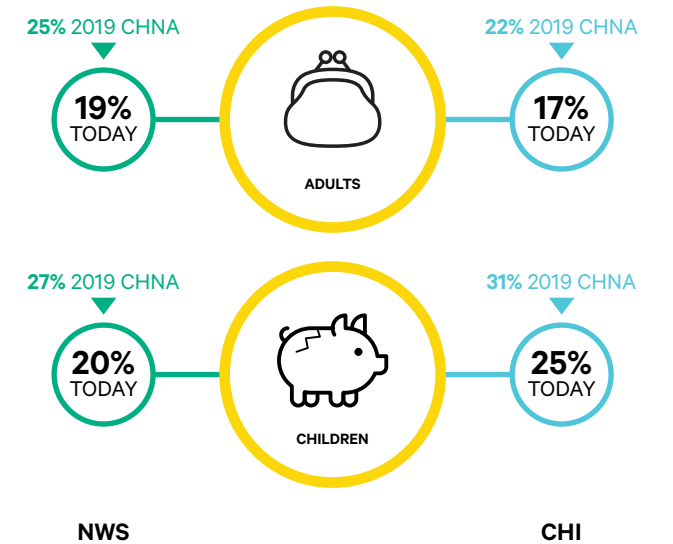 25% 2019 CHNA
22% 2019 CHNA
19%
TODAY
17%
TODAY
ADULTS
27% 2019 CHNA
31% 2019 CHNA
20%
TODAY
25%
TODAY
CHILDREN
NWS
CHI